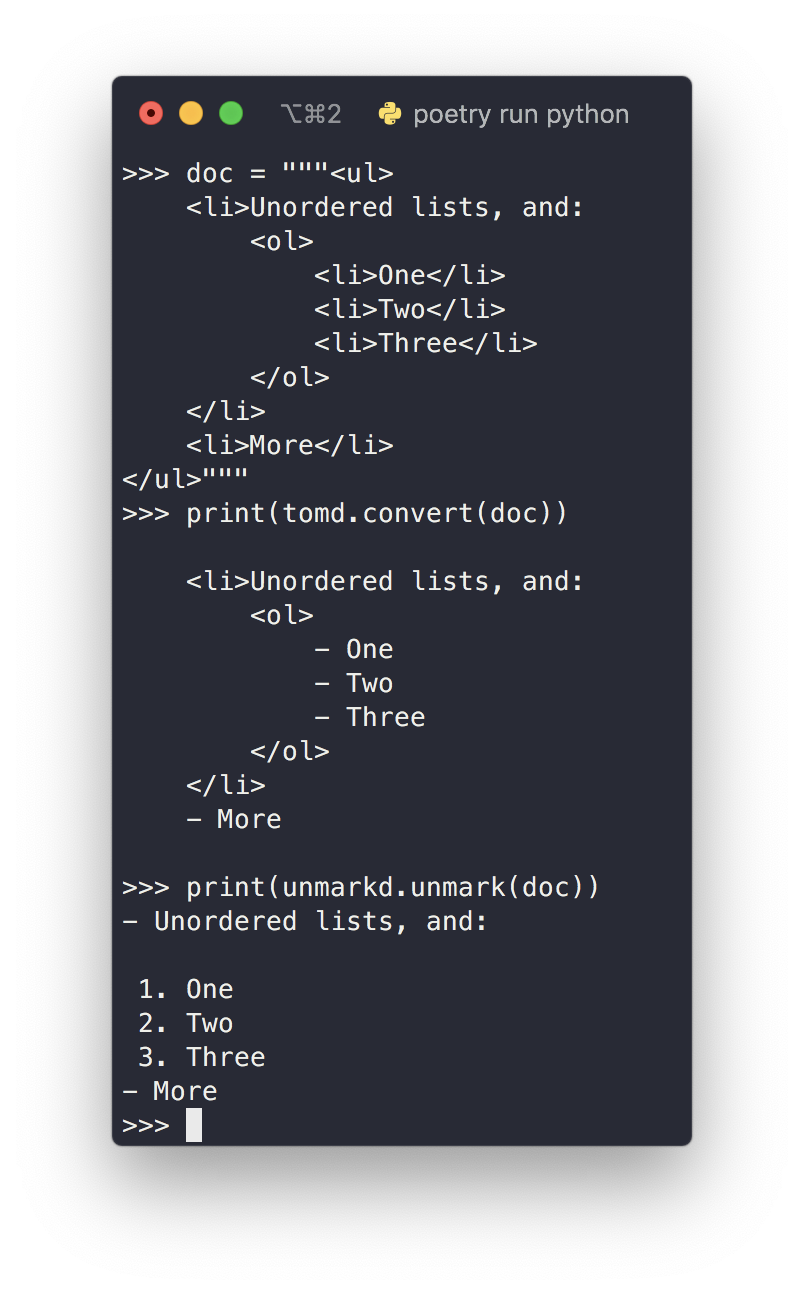 ⌥⌘2 poetry run python
>>> doc = """<ul>
    <li>Unordered lists, and:
        <ol>
            <li>One</li>
            <li>Two</li>
            <li>Three</li>
        </ol>
    </li>
    <li>More</li>
</ul>"""
>>> print(tomd.convert(doc))

    <li>Unordered lists, and:
        <ol>
            - One
            - Two
            - Three
        </ol>
    </li>
    - More

>>> print(unmarkd.unmark(doc))
- Unordered lists, and:

 1. One
 2. Two
 3. Three
- More
>>>